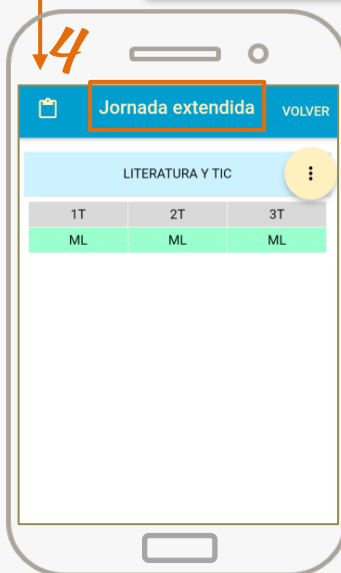 4
Jornada extendida VOLVER
LITERATURA Y TIC
1T 2T 3T
ML ML ML